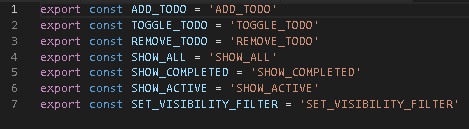 1 export const ADD_TODO = 'ADD_TODO'
2 export const TOGGLE_TODO = 'TOGGLE_TODO'
3 export const REMOVE_TODO = 'REMOVE_TODO'
4 export const SHOW_ALL = 'SHOW_ALL'
5 export const SHOW_COMPLETED = 'SHOW_COMPLETED'
6 export const SHOW_ACTIVE = 'SHOW_ACTIVE'
7 export const SET_VISIBILITY_FILTER = 'SET_VISIBILITY_FILTER'